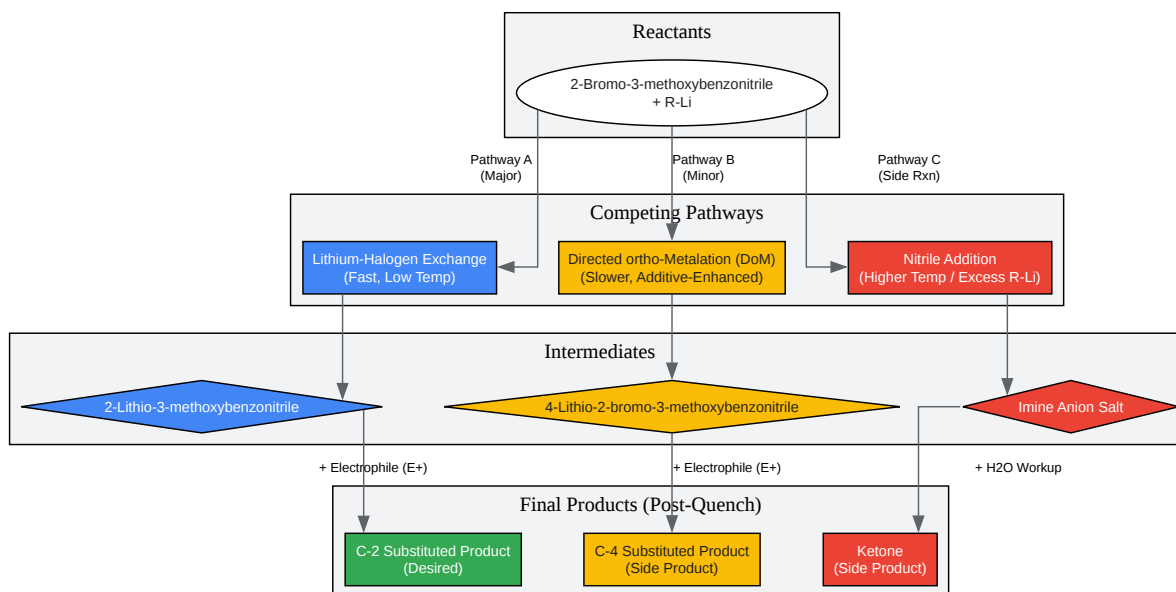 Reactants
2-Bromo-3-methoxybenzonitrile
+ R-Li
Pathway A
(Major)
Pathway B
(Minor)
Pathway C
(Side Rxn)
Competing Pathways
Lithium-Halogen Exchange
(Fast, Low Temp)
Directed ortho-Metalation (DoM)
(Slower, Additive-Enhanced)
Nitrile Addition
(Higher Temp / Excess R-Li)
Intermediates
2-Lithio-3-methoxybenzonitrile
4-Lithio-2-bromo-3-methoxybenzonitrile
Imine Anion Salt
+ Electrophile (E+)
+ Electrophile (E+)
+ H2O Workup
Final Products (Post-Quench)
C-2 Substituted Product
(Desired)
C-4 Substituted Product
(Side Product)
Ketone
(Side Product)